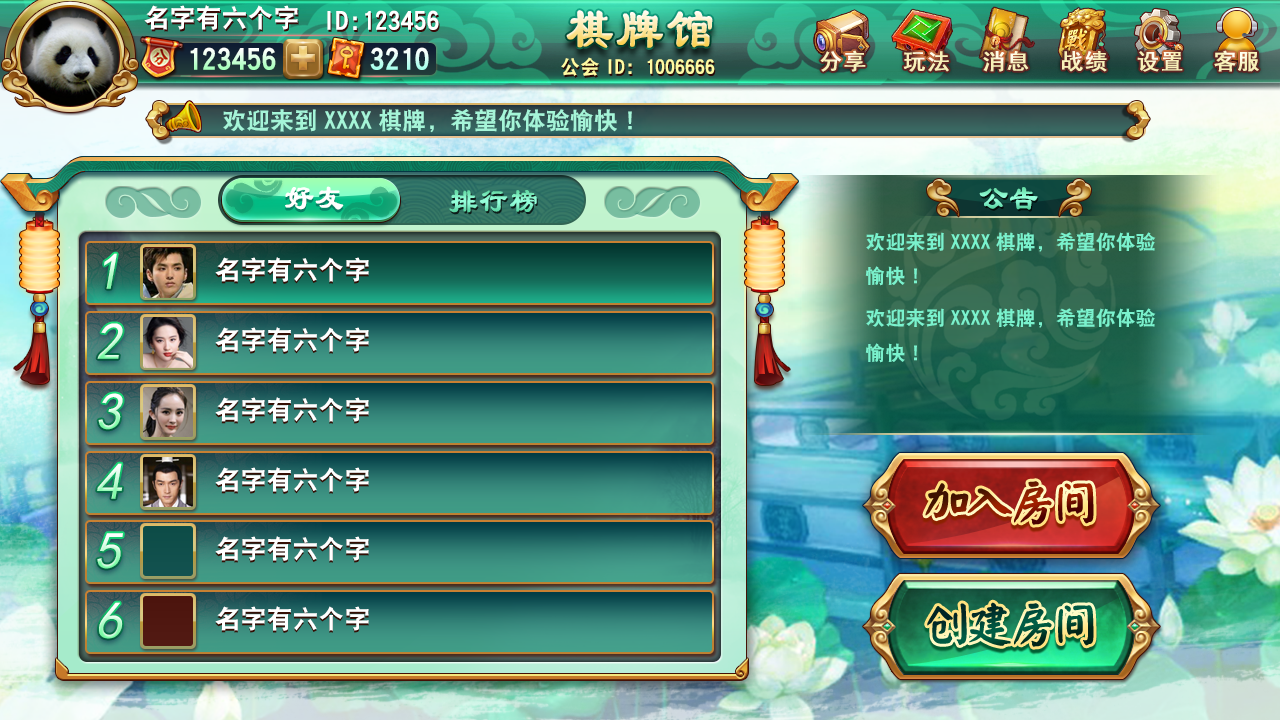 名字有六个字 ID:123456
123456 3210
棋牌馆
公会 ID: 1006666
分享 玩法 消息 战绩 设置 客服
欢迎来到 XXXX 棋牌，希望你体验愉快！
好友 排行榜
1 名字有六个字
2 名字有六个字
3 名字有六个字
4 名字有六个字
5 名字有六个字
6 名字有六个字
公告
欢迎来到 XXXX 棋牌，希望你体验
愉快！
欢迎来到 XXXX 棋牌，希望你体验
愉快！
加入房间
创建房间